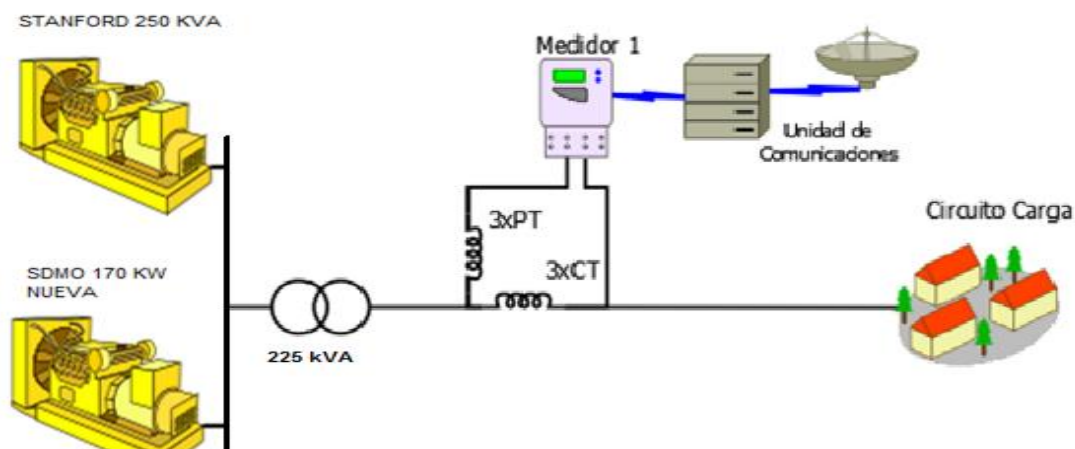 STANFORD 250 KVA
Medidor 1
Unidad de
Comunicaciones
3xPT
Circuito Carga
SDMO 170 KW
NUEVA
3xCT
225 kVA